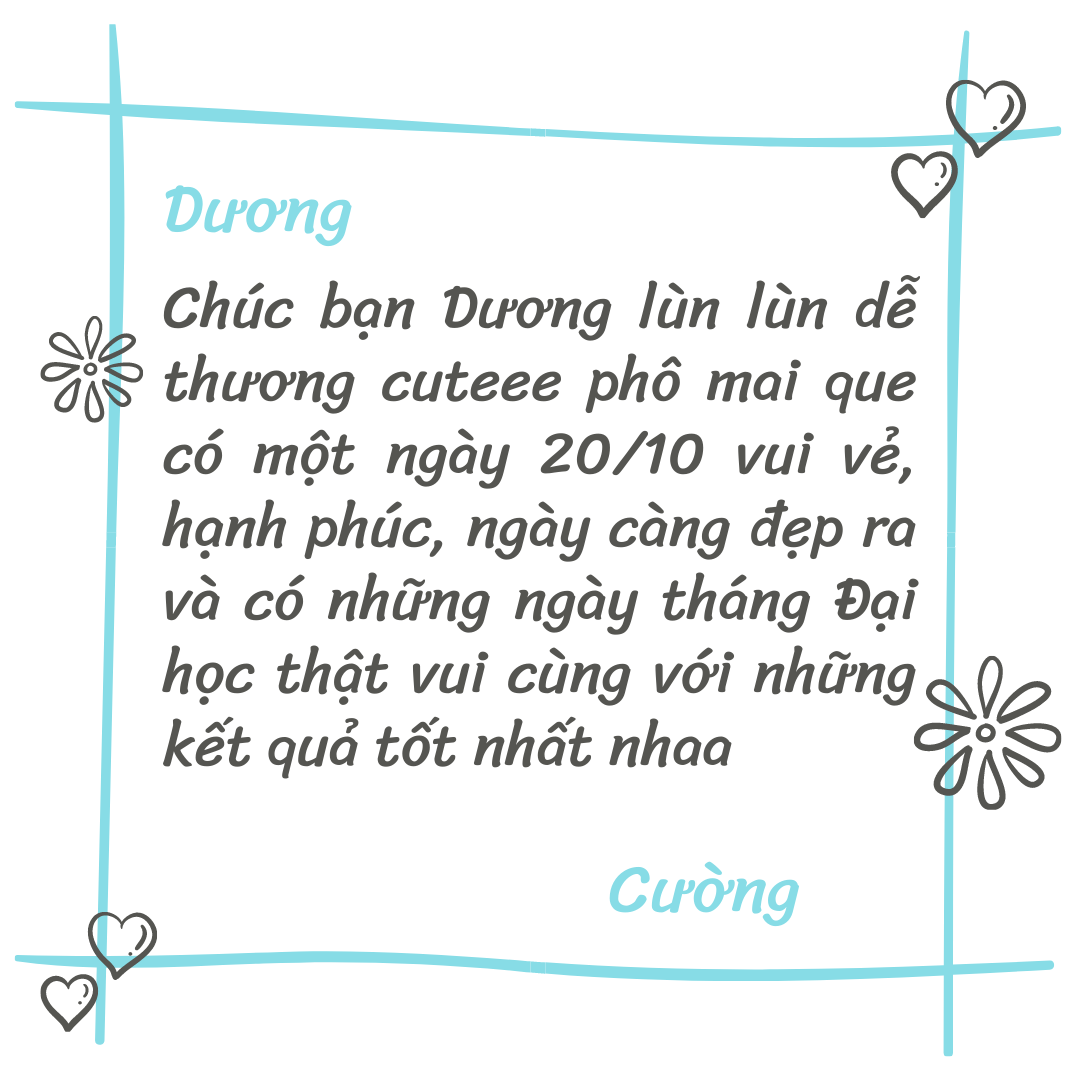 Dương
Chúc bạn Dương lùn lùn dễ
thương cuteee phô mai que
có một ngày 20/10 vui vẻ,
hạnh phúc, ngày càng đẹp ra
và có những ngày tháng Đại
học thật vui cùng với những
kết quả tốt nhất nhaa
Cường